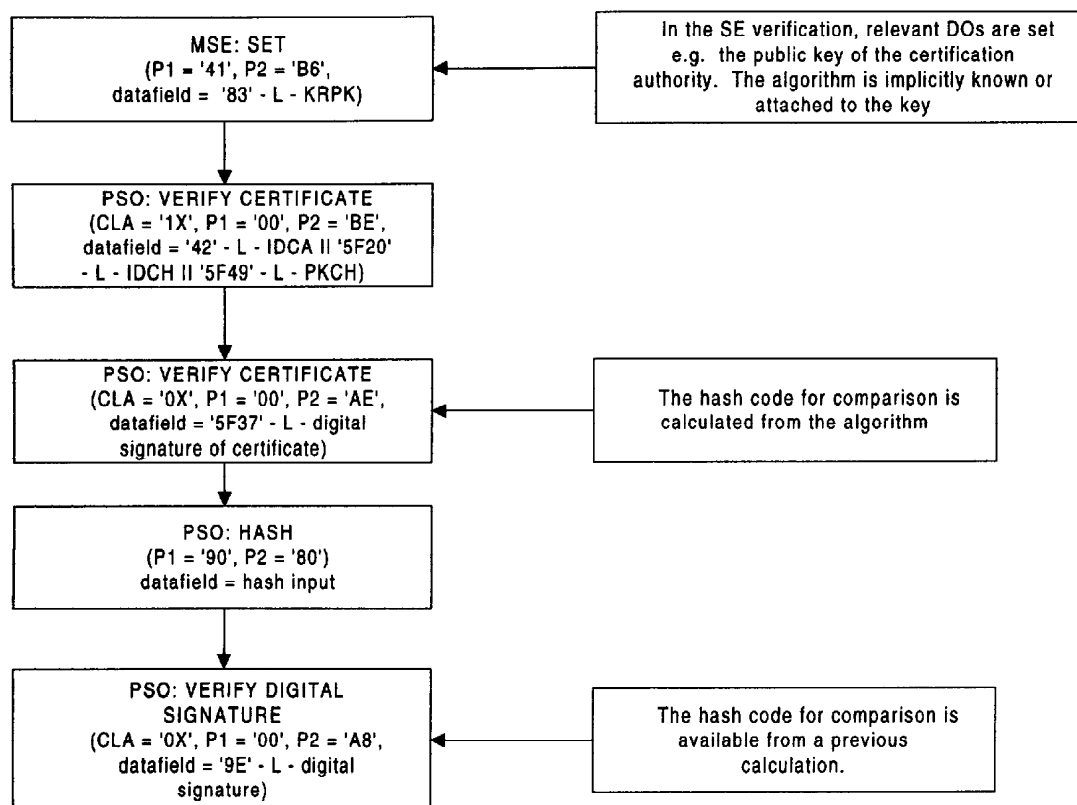 MSE: SET
(P1 = '41', P2 = 'B6',
datafield = '83' - L - KRPK)
In the SE verification, relevant DOs are set
e.g. the public key of the certification
authority. The algorithm is implicitly known or
attached to the key
PSO: VERIFY CERTIFICATE
(CLA = '1X', P1 = '00', P2 = 'BE',
datafield = '42' - L - IDCA II '5F20'
- L - IDCH II '5F49' - L - PKCH)
PSO: VERIFY CERTIFICATE
(CLA = '0X', P1 = '00', P2 = 'AE',
datafield = '5F37' - L - digital
signature of certificate)
The hash code for comparison is
calculated from the algorithm
PSO: HASH
(P1 = '90', P2 = '80')
datafield = hash input
PSO: VERIFY DIGITAL
SIGNATURE
(CLA = '0X', P1 = '00', P2 = 'A8',
datafield = '9E' - L - digital
signature)
The hash code for comparison is
available from a previous
calculation.